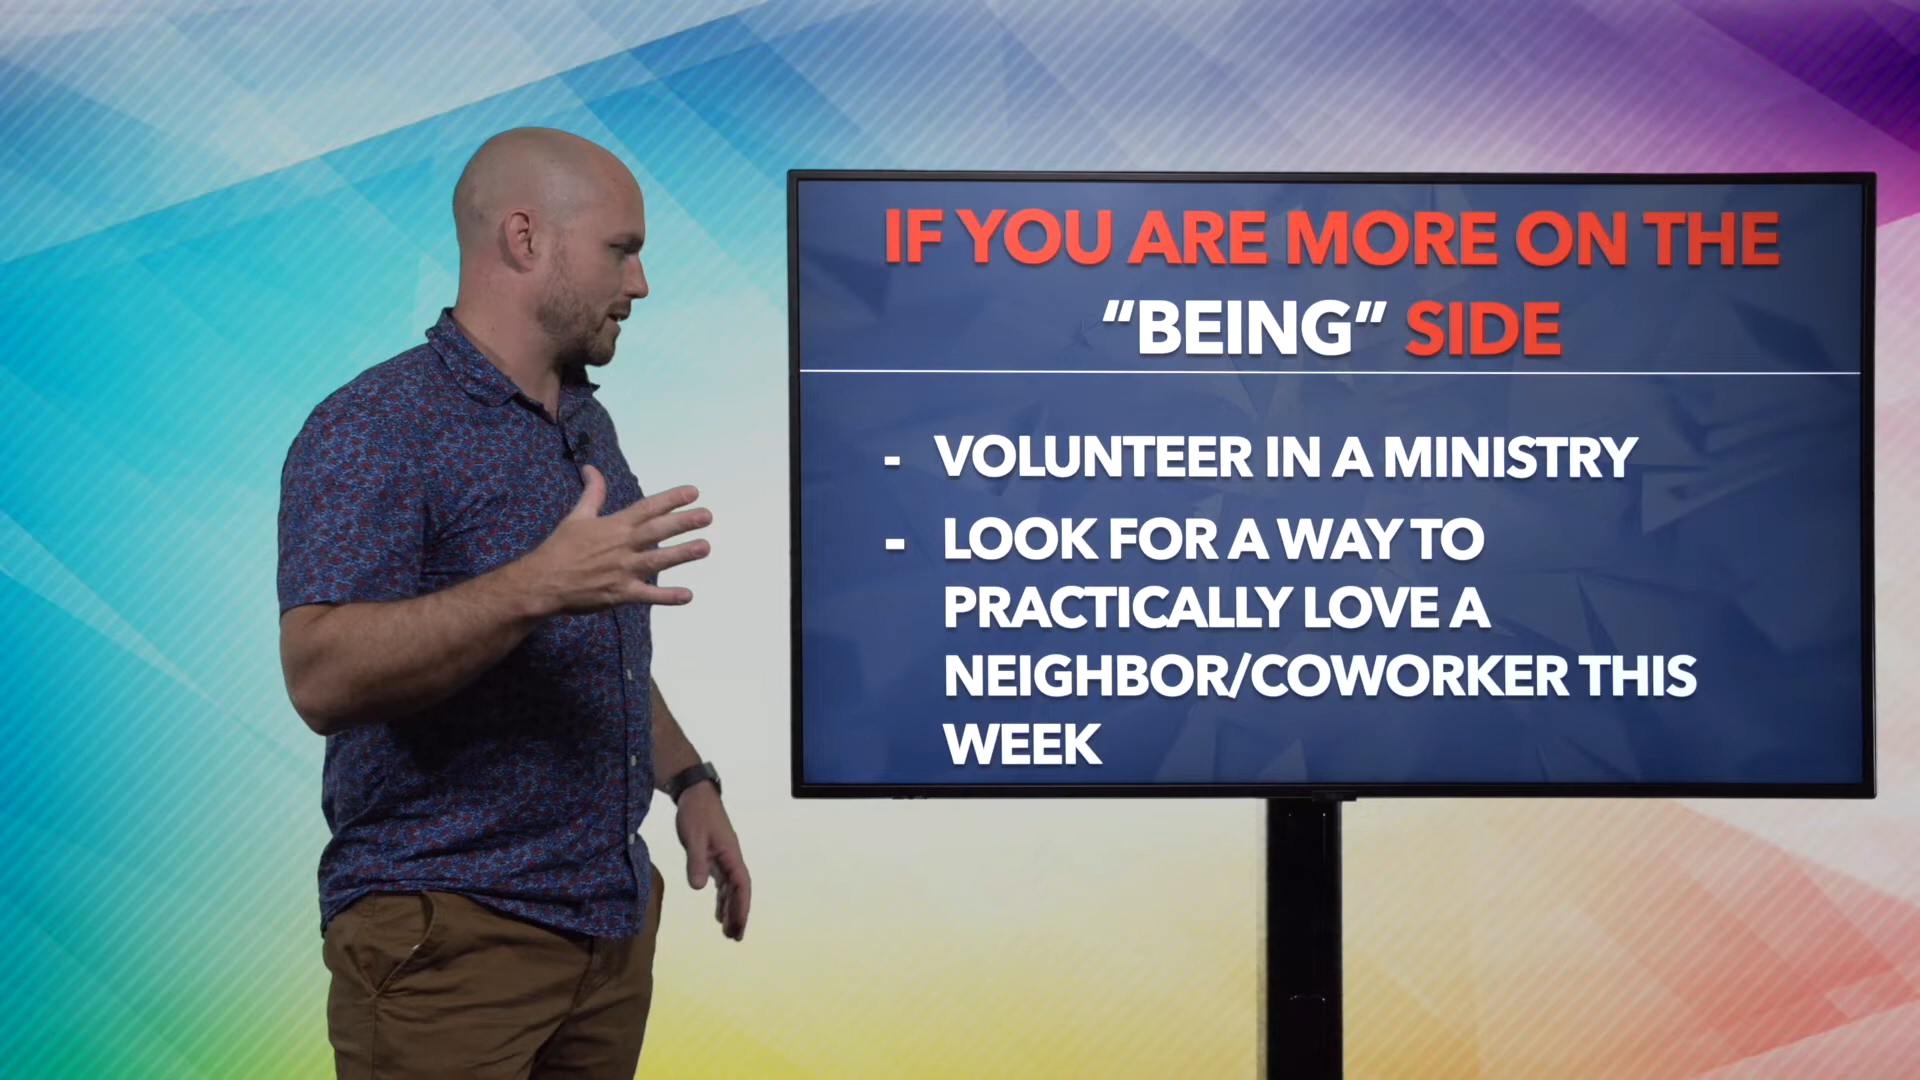 IF YOU ARE MORE ON THE
“BEING” SIDE
- VOLUNTEER IN A MINISTRY
- LOOK FOR A WAY TO
PRACTICALLY LOVE A
NEIGHBOR/COWORKER THIS
WEEK